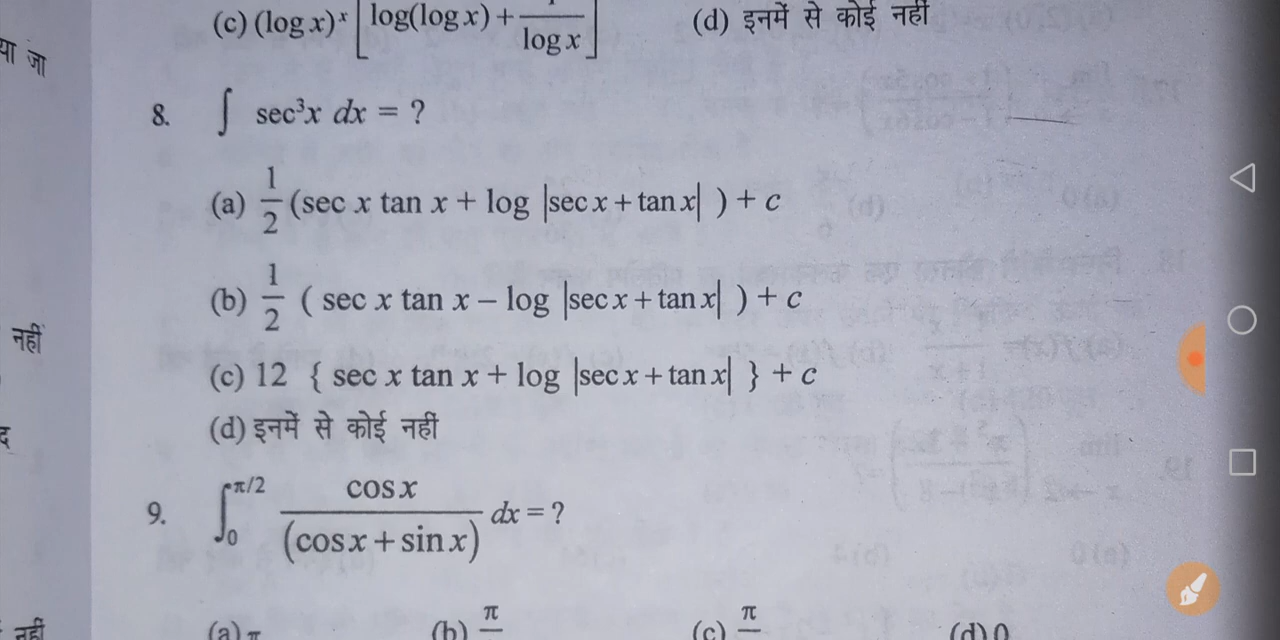 (c) (log x)ˣ [log(log x) + —/log x] (d) इनमें से कोई नहीं
या जा
8. ∫ sec³x dx = ?
(a) 1/2 (sec x tan x + log |sec x + tan x| ) + c
(b) 1/2 ( sec x tan x – log |sec x + tan x| ) + c
नहीं
(c) 12 { sec x tan x + log |sec x + tan x| } + c
(d) इनमें से कोई नहीं
9. ∫₀^π/2 cos x/(cos x + sin x) dx = ?
(a) π (b) π (c) π (d) 0
नहीं